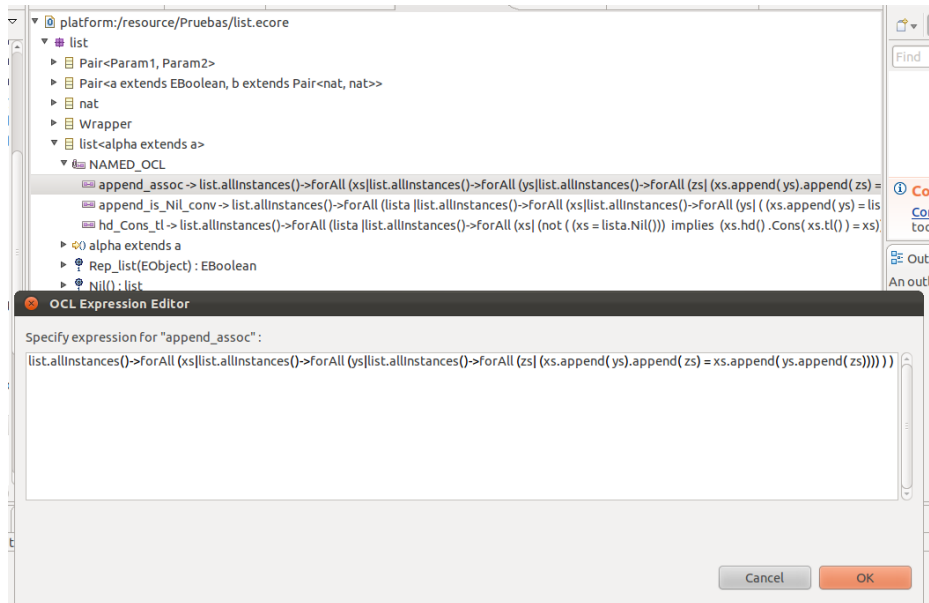 platform:/resource/Pruebas/list.ecore
list
Pair<Param1, Param2>
Pair<a extends EBoolean, b extends Pair<nat, nat>>
nat
Wrapper
list<alpha extends a>
NAMED_OCL
append_assoc -> list.allInstances()->forAll (xs|list.allInstances()->forAll (ys|list.allInstances()->forAll (zs| (xs.append( ys).append( zs) =
append_is_Nil_conv -> list.allInstances()->forAll (lista |list.allInstances()->forAll (xs|list.allInstances()->forAll (ys| ( (xs.append( ys) = lis
hd_Cons_tl -> list.allInstances()->forAll (lista |list.allInstances()->forAll (xs| (not ( (xs = lista.Nil())) implies (xs.hd() .Cons( xs.tl() ) = xs)
alpha extends a
Rep_list(EObject) : EBoolean
Nil() : list
Find
Co
Cor
too
Out
An outl
OCL Expression Editor
Specify expression for "append_assoc" :
list.allInstances()->forAll (xs|list.allInstances()->forAll (ys|list.allInstances()->forAll (zs| (xs.append( ys).append( zs) = xs.append( ys.append( zs)))) ) )
Cancel
OK